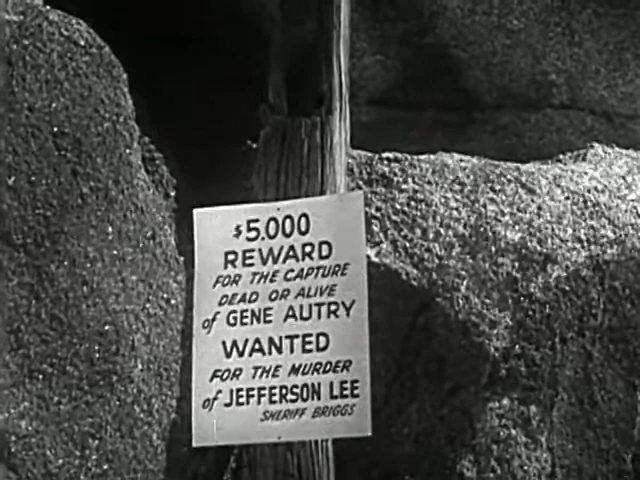 $5.000
REWARD
FOR THE CAPTURE
DEAD OR ALIVE
of GENE AUTRY
WANTED
FOR THE MURDER
of JEFFERSON LEE
SHERIFF BRIGGS